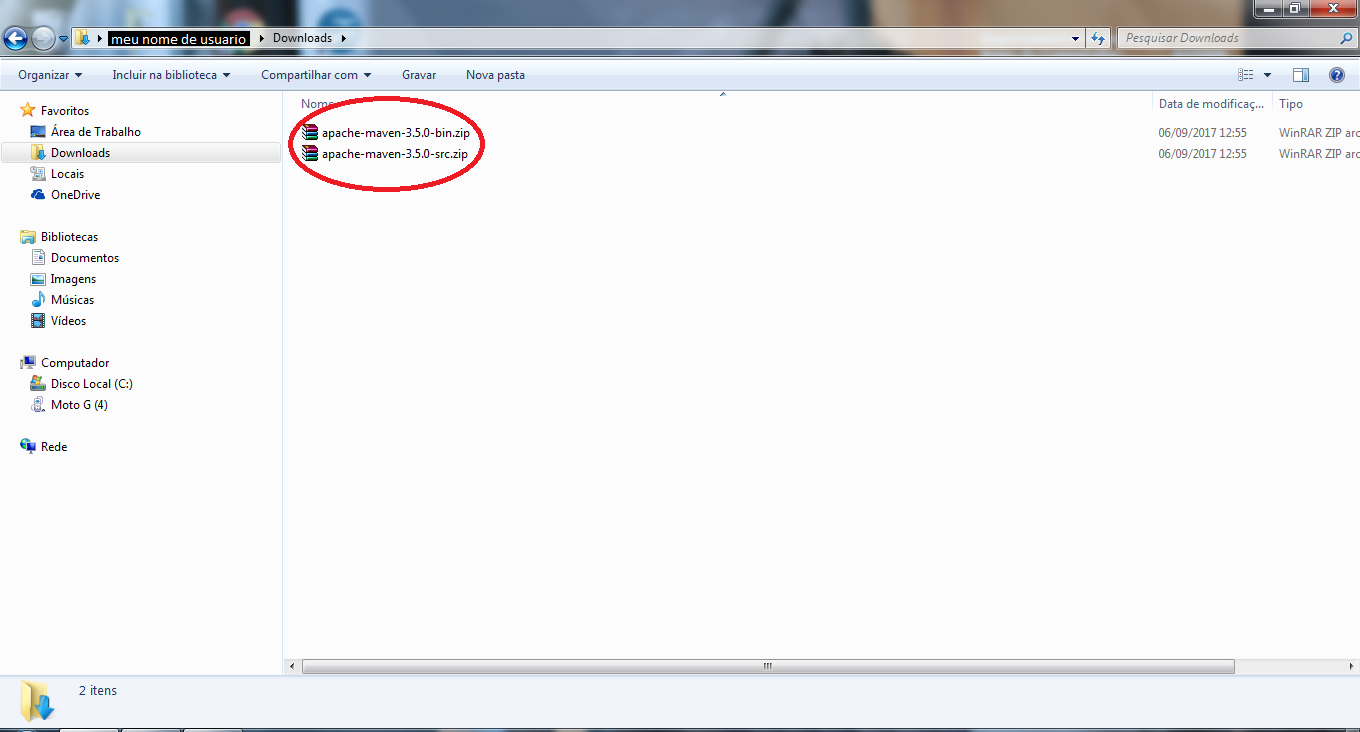 meu nome de usuario Downloads Pesquisar Downloads
Organizar Incluir na biblioteca Compartilhar com Gravar Nova pasta
Favoritos
Área de Trabalho
Downloads
Locais
OneDrive
Bibliotecas
Documentos
Imagens
Músicas
Vídeos
Computador
Disco Local (C:)
Moto G (4)
Rede
Nome Data de modificaç... Tipo
apache-maven-3.5.0-bin.zip 06/09/2017 12:55 WinRAR ZIP arc
apache-maven-3.5.0-src.zip 06/09/2017 12:55 WinRAR ZIP arc
2 itens